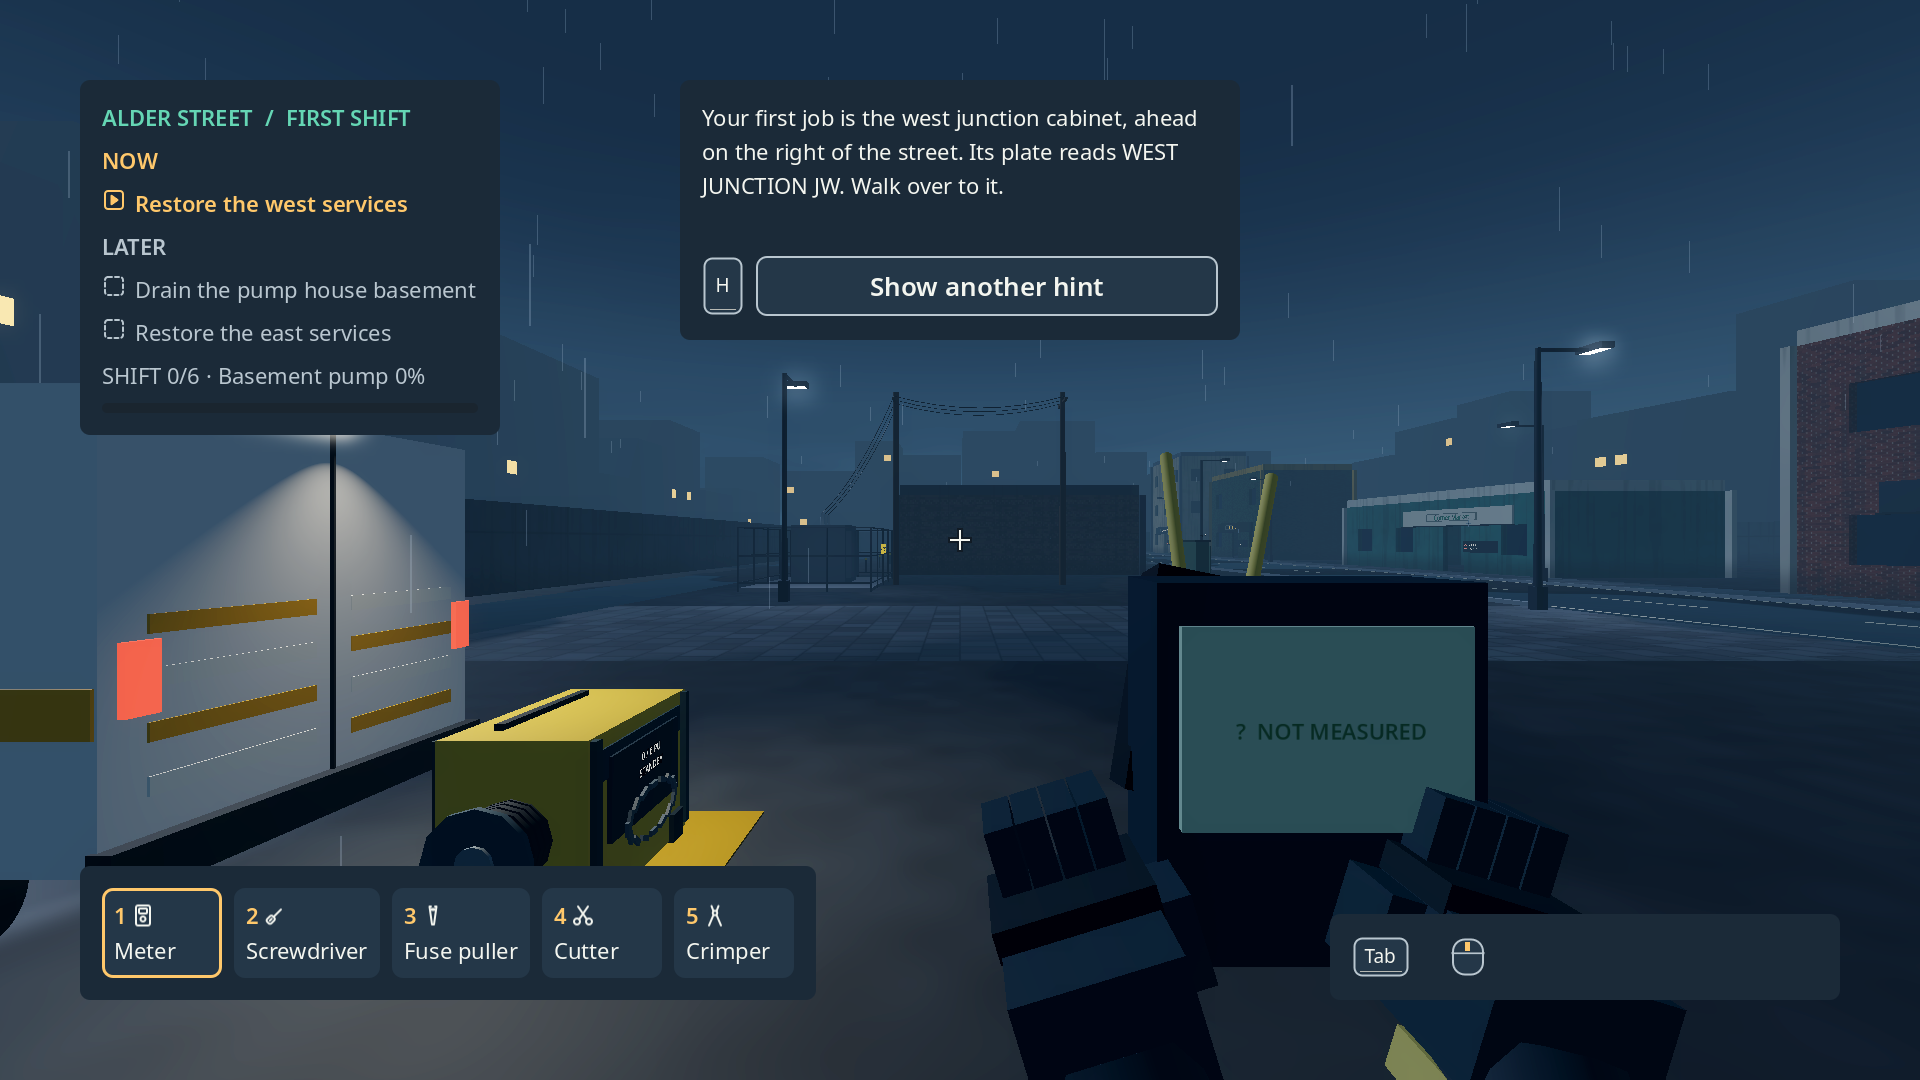 ALDER STREET / FIRST SHIFT
NOW
Restore the west services
LATER
Drain the pump house basement
Restore the east services
SHIFT 0/6 · Basement pump 0%
Your first job is the west junction cabinet, ahead
on the right of the street. Its plate reads WEST
JUNCTION JW. Walk over to it.
H
Show another hint
? NOT MEASURED
1
Meter
2
Screwdriver
3
Fuse puller
4
Cutter
5
Crimper
Tab